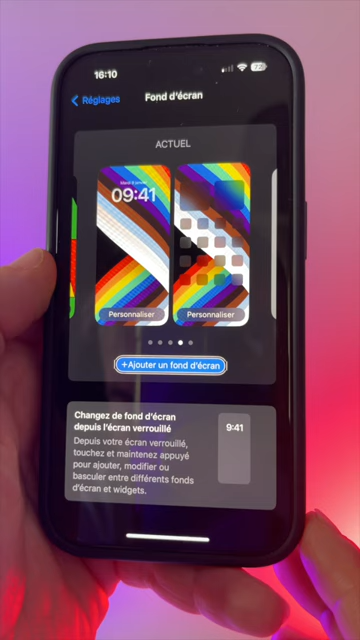 16:10
72
Réglages
Fond d'écran
ACTUEL
09:41
Personnaliser
Personnaliser
+Ajouter un fond d'écran
Changez de fond d'écran
depuis l'écran verrouillé
Depuis votre écran verrouillé,
touchez et maintenez appuyé
pour ajouter, modifier ou
basculer entre différents fonds
d'écran et widgets.
9:41